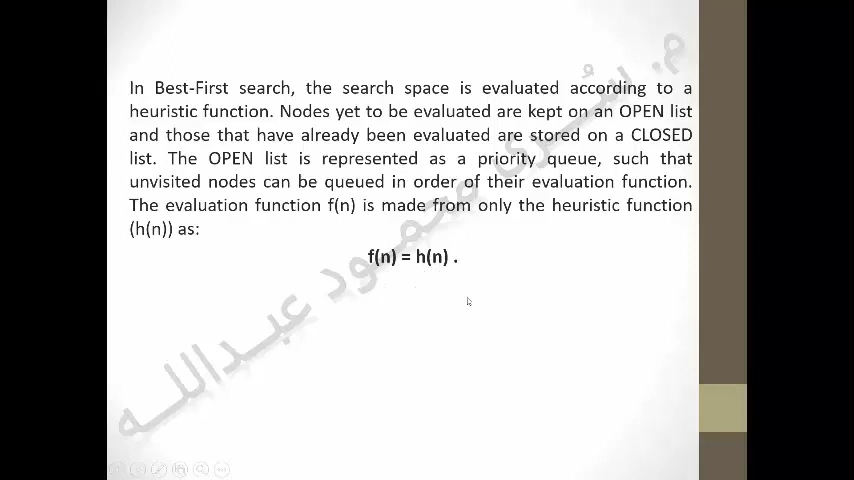 In Best-First search, the search space is evaluated according to a
heuristic function. Nodes yet to be evaluated are kept on an OPEN list
and those that have already been evaluated are stored on a CLOSED
list. The OPEN list is represented as a priority queue, such that
unvisited nodes can be queued in order of their evaluation function.
The evaluation function f(n) is made from only the heuristic function
(h(n)) as:
f(n) = h(n) .
م. سُرى محمود عبدالله